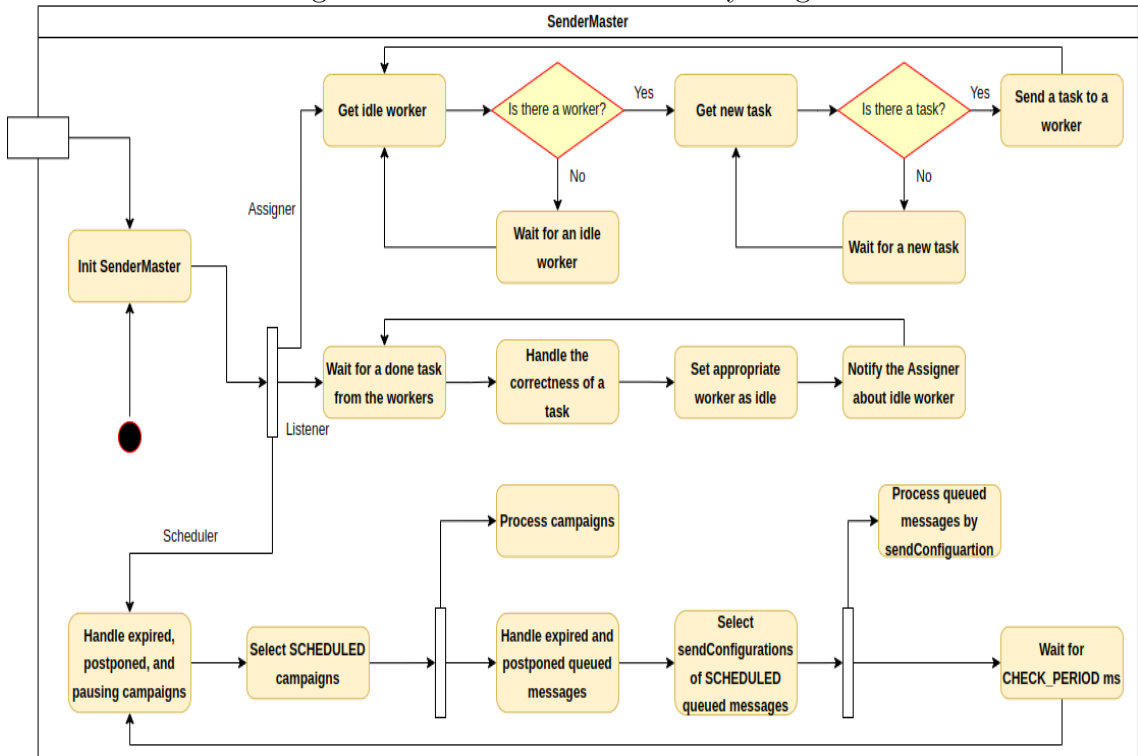 SenderMaster
Get idle worker
Is there a worker?
Yes
Get new task
Is there a task?
Yes
Send a task to a
worker
No
No
Assigner
Wait for an idle
worker
Wait for a new task
Init SenderMaster
Wait for a done task
from the workers
Handle the
correctness of a
task
Set appropriate
worker as idle
Notify the Assigner
about idle worker
Listener
Scheduler
Process campaigns
Process queued
messages by
sendConfiguartion
Handle expired,
postponed, and
pausing campaigns
Select SCHEDULED
campaigns
Handle expired and
postponed queued
messages
Select
sendConfigurations
of SCHEDULED
queued messages
Wait for
CHECK_PERIOD ms